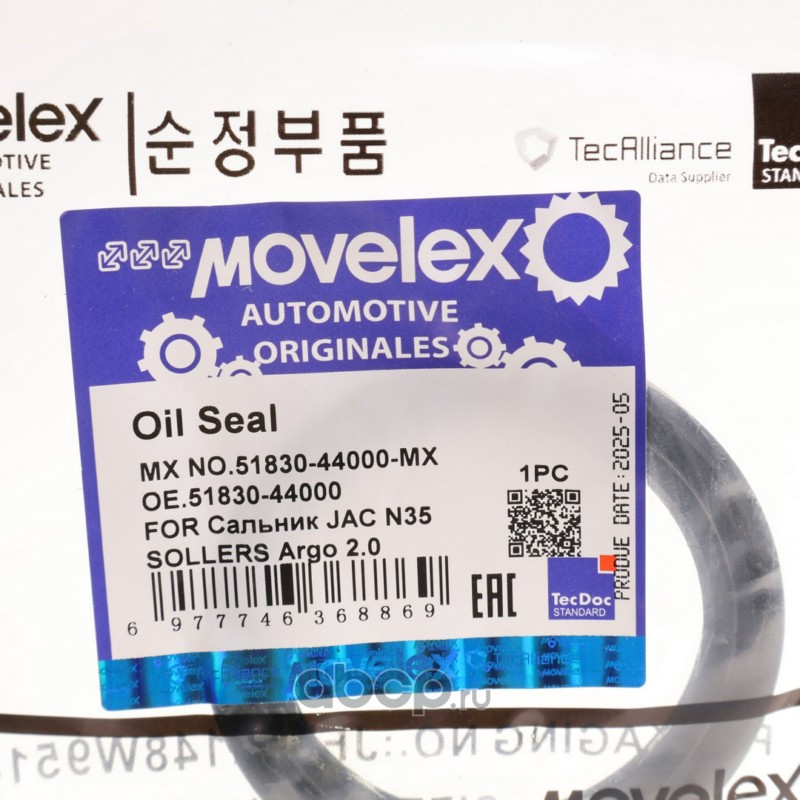 velex | 순정부품
OTIVE
ALES
TecAlliance
Data Supplier
Tec
STAN
MOVELEX
AUTOMOTIVE
ORIGINALES
Oil Seal
MX NO.51830-44000-MX
OE.51830-44000
FOR Сальник JAC N35
SOLLERS Argo 2.0
1PC
6 977746 368869
EAC
TecDoc
STANDARD
PRODUE DATE:2025-05
TecAlliance
abcp.ru
Movelex